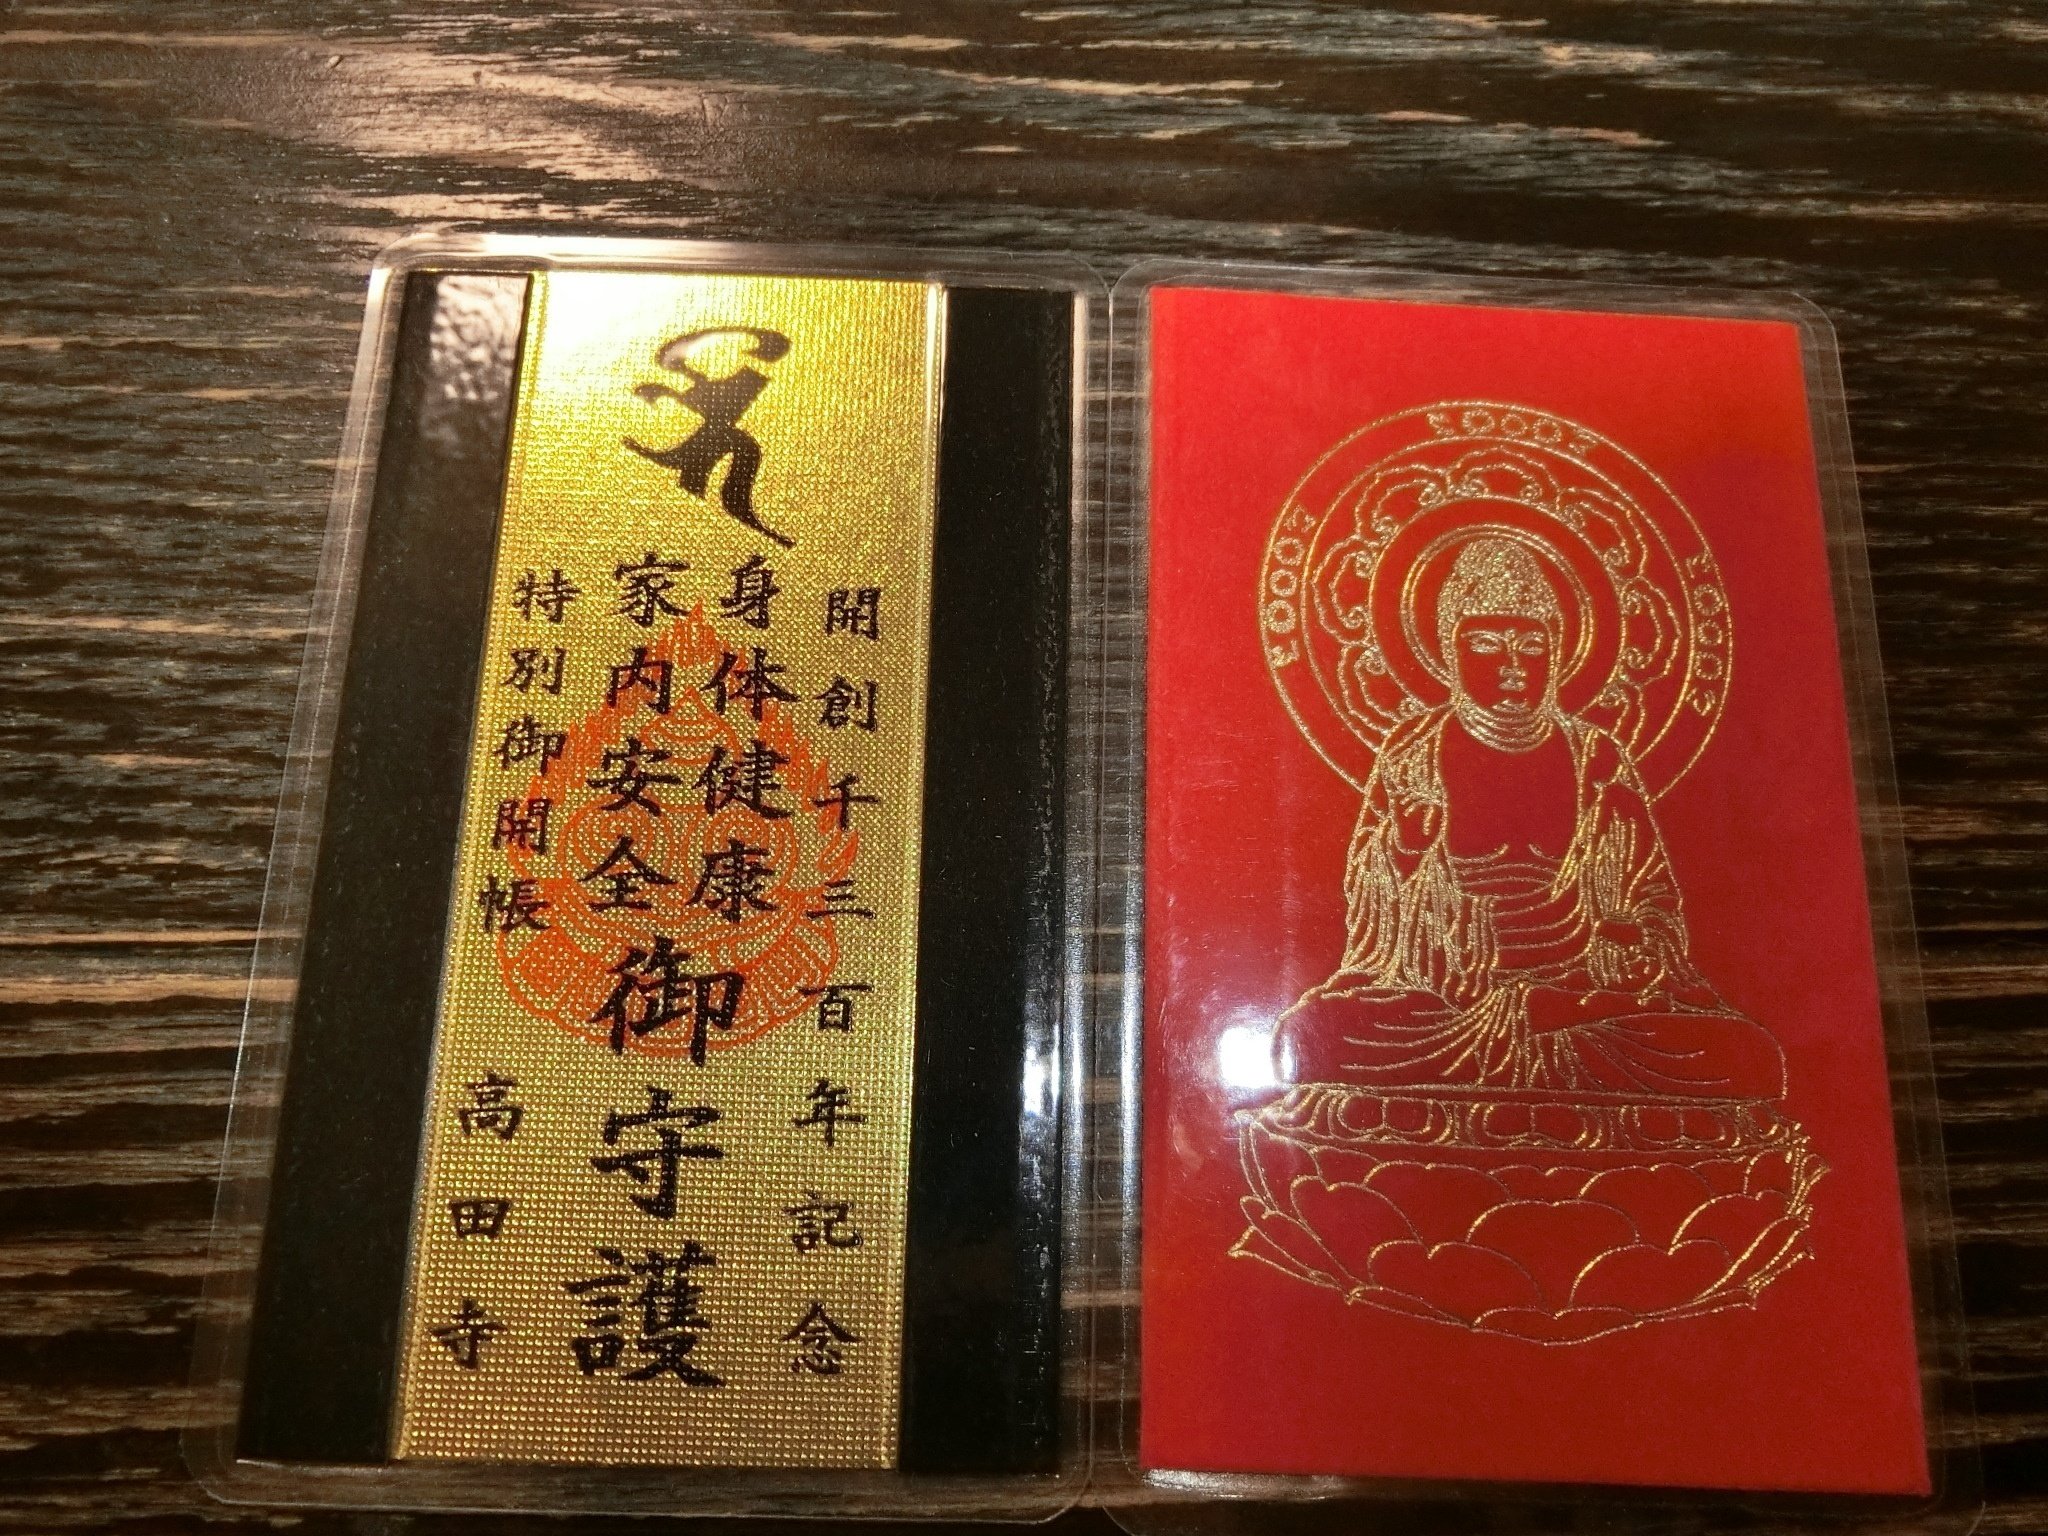 開創千三百年記念
身体健康
家内安全
御守護
特別御開帳
高田寺